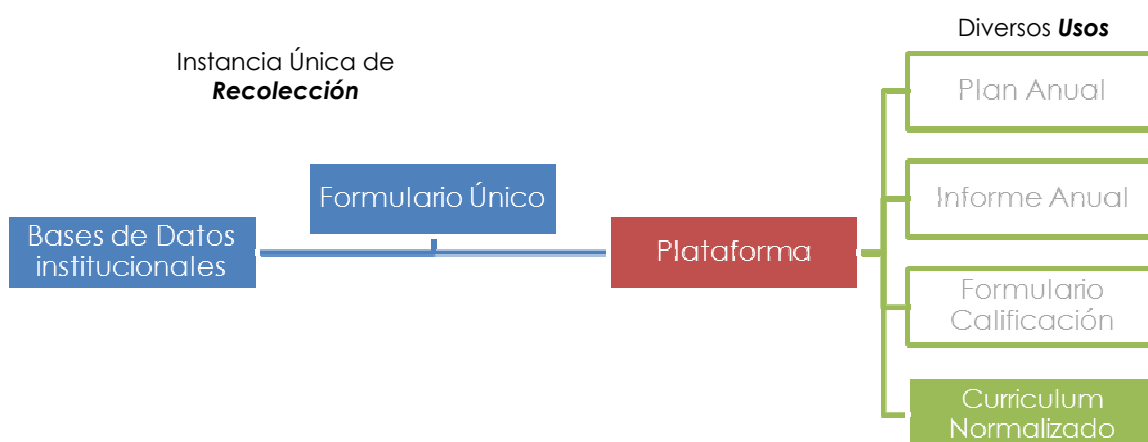 Instancia Única de
Recolección
Diversos Usos
Bases de Datos
institucionales
Formulario Único
Plataforma
Plan Anual
Informe Anual
Formulario
Calificación
Curriculum
Normalizado